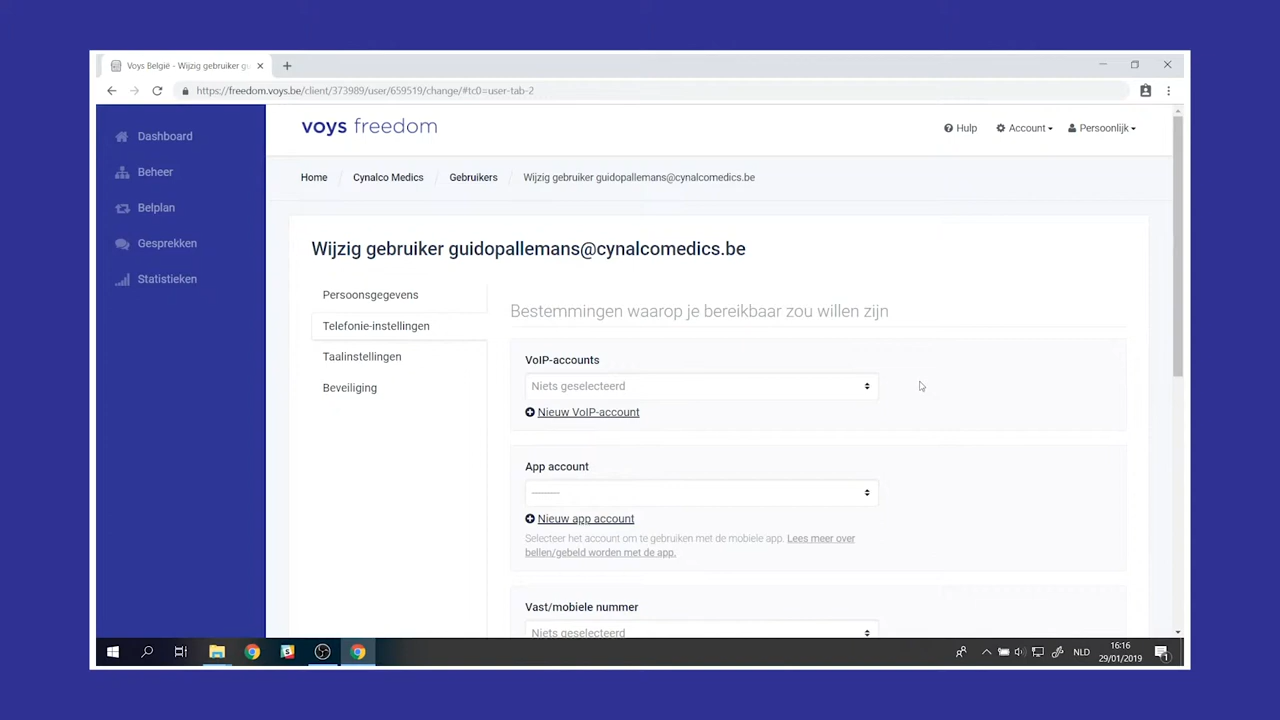 Voys België - Wijzig gebruiker gu
https://freedom.voys.be/client/373989/user/659519/change/#tc0=user-tab-2
Dashboard
Beheer
Belplan
Gesprekken
Statistieken
voys freedom
Hulp
Account
Persoonlijk
Home
Cynalco Medics
Gebruikers
Wijzig gebruiker guidopallemans@cynalcomedics.be
Wijzig gebruiker guidopallemans@cynalcomedics.be
Persoonsgegevens
Telefonie-instellingen
Taalinstellingen
Beveiliging
Bestemmingen waarop je bereikbaar zou willen zijn
VoIP-accounts
Niets geselecteerd
Nieuw VoIP-account
App account
---------
Nieuw app account
Selecteer het account om te gebruiken met de mobiele app. Lees meer over
bellen/gebeld worden met de app.
Vast/mobiele nummer
Niets geselecteerd
NLD
16:16
29/01/2019
1